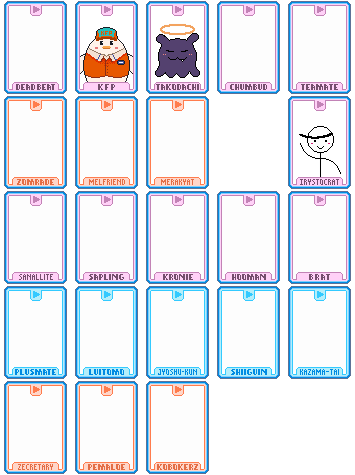 DEADBEAT
KFP
TAKODACHI
CHUMBUD
TEAMATE
ZOMRADE
MELFRIEND
MERAKYAT
IRYSTOCRAT
SANALLITE
SAPLING
KRONIE
HOOMAN
BRAT
PLUSMATE
LUITOMO
JYOSHU-KUN
SHIIGUIN
KAZAMA-TAI
ZECRETARY
PEMALOE
KOBOKERZ